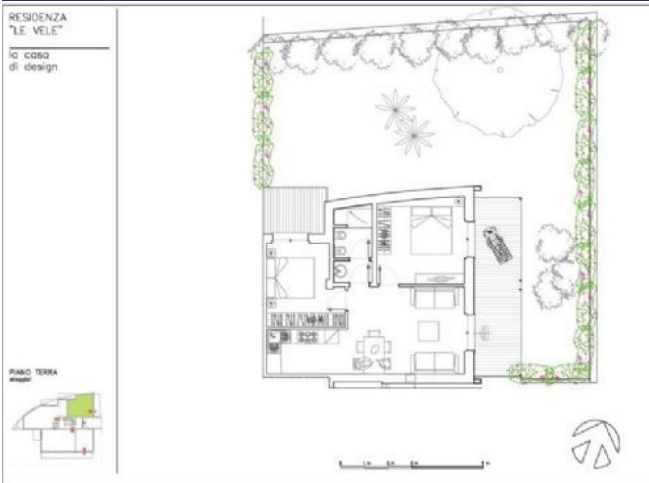 RESIDENZA
"LE VELE"
la casa
di design
PIANO TERRA